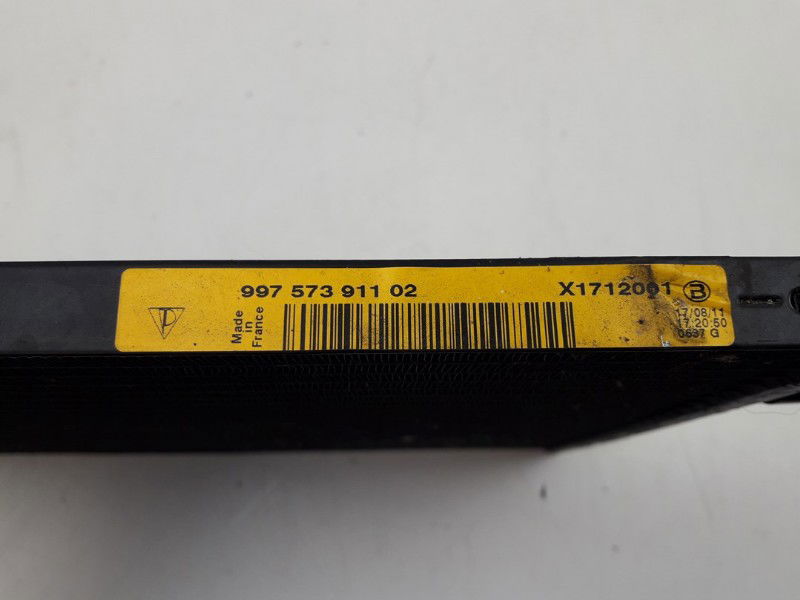 997 573 911 02
X1712001 B
Made
in
France
17/08/11
17:20:50
0637 G